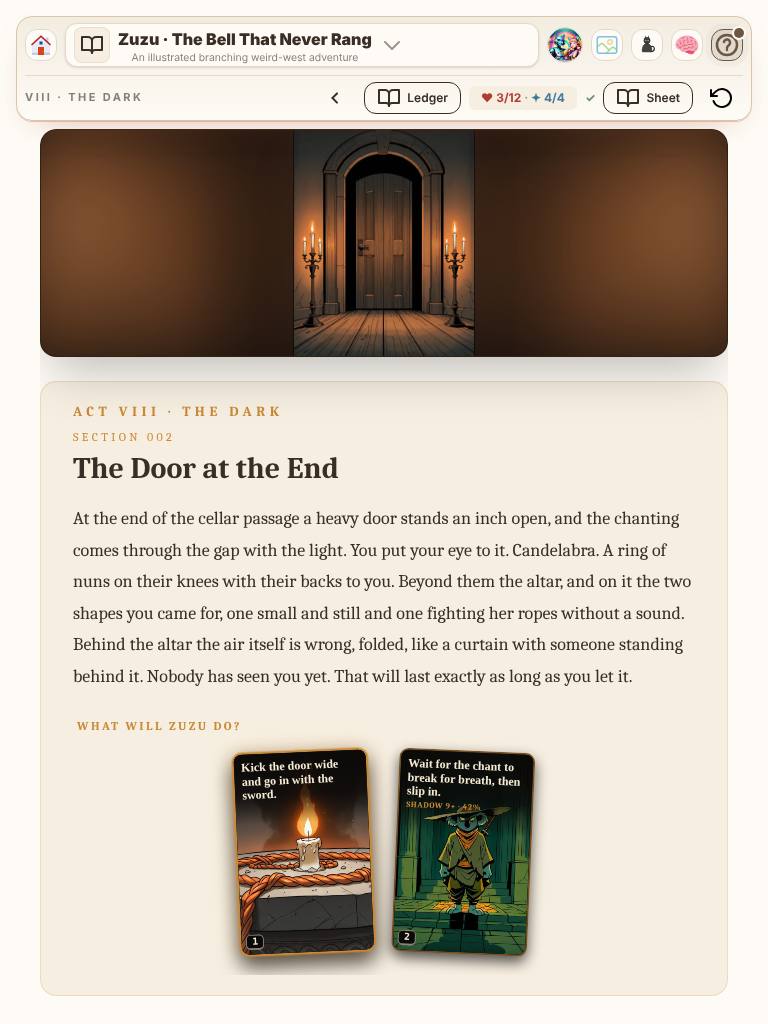 Zuzu · The Bell That Never Rang
An illustrated branching weird-west adventure
VIII · THE DARK
Ledger
3/12 · 4/4
Sheet
ACT VIII · THE DARK
SECTION 002
The Door at the End
At the end of the cellar passage a heavy door stands an inch open, and the chanting
comes through the gap with the light. You put your eye to it. Candelabra. A ring of
nuns on their knees with their backs to you. Beyond them the altar, and on it the two
shapes you came for, one small and still and one fighting her ropes without a sound.
Behind the altar the air itself is wrong, folded, like a curtain with someone standing
behind it. Nobody has seen you yet. That will last exactly as long as you let it.
WHAT WILL ZUZU DO?
Kick the door wide
and go in with the
sword.
1
Wait for the chant to
break for breath, then
slip in.
SHADOW 9+ · 42%
2